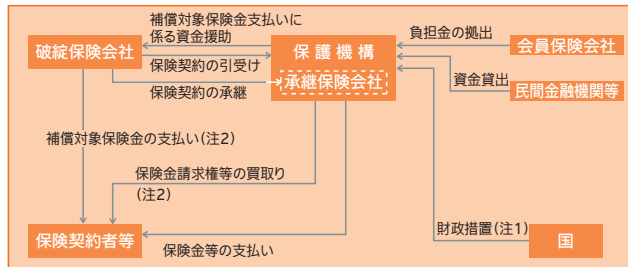 補償対象保険金支払いに
係る資金援助
負担金の拠出
破綻保険会社
保護機構
会員保険会社
保険契約の引受け
承継保険会社
資金貸出
保険契約の承継
民間金融機関等
補償対象保険金の支払い(注2)
保険金請求権等の買取り
(注2)
財政措置(注1)
保険契約者等
国
保険金等の支払い